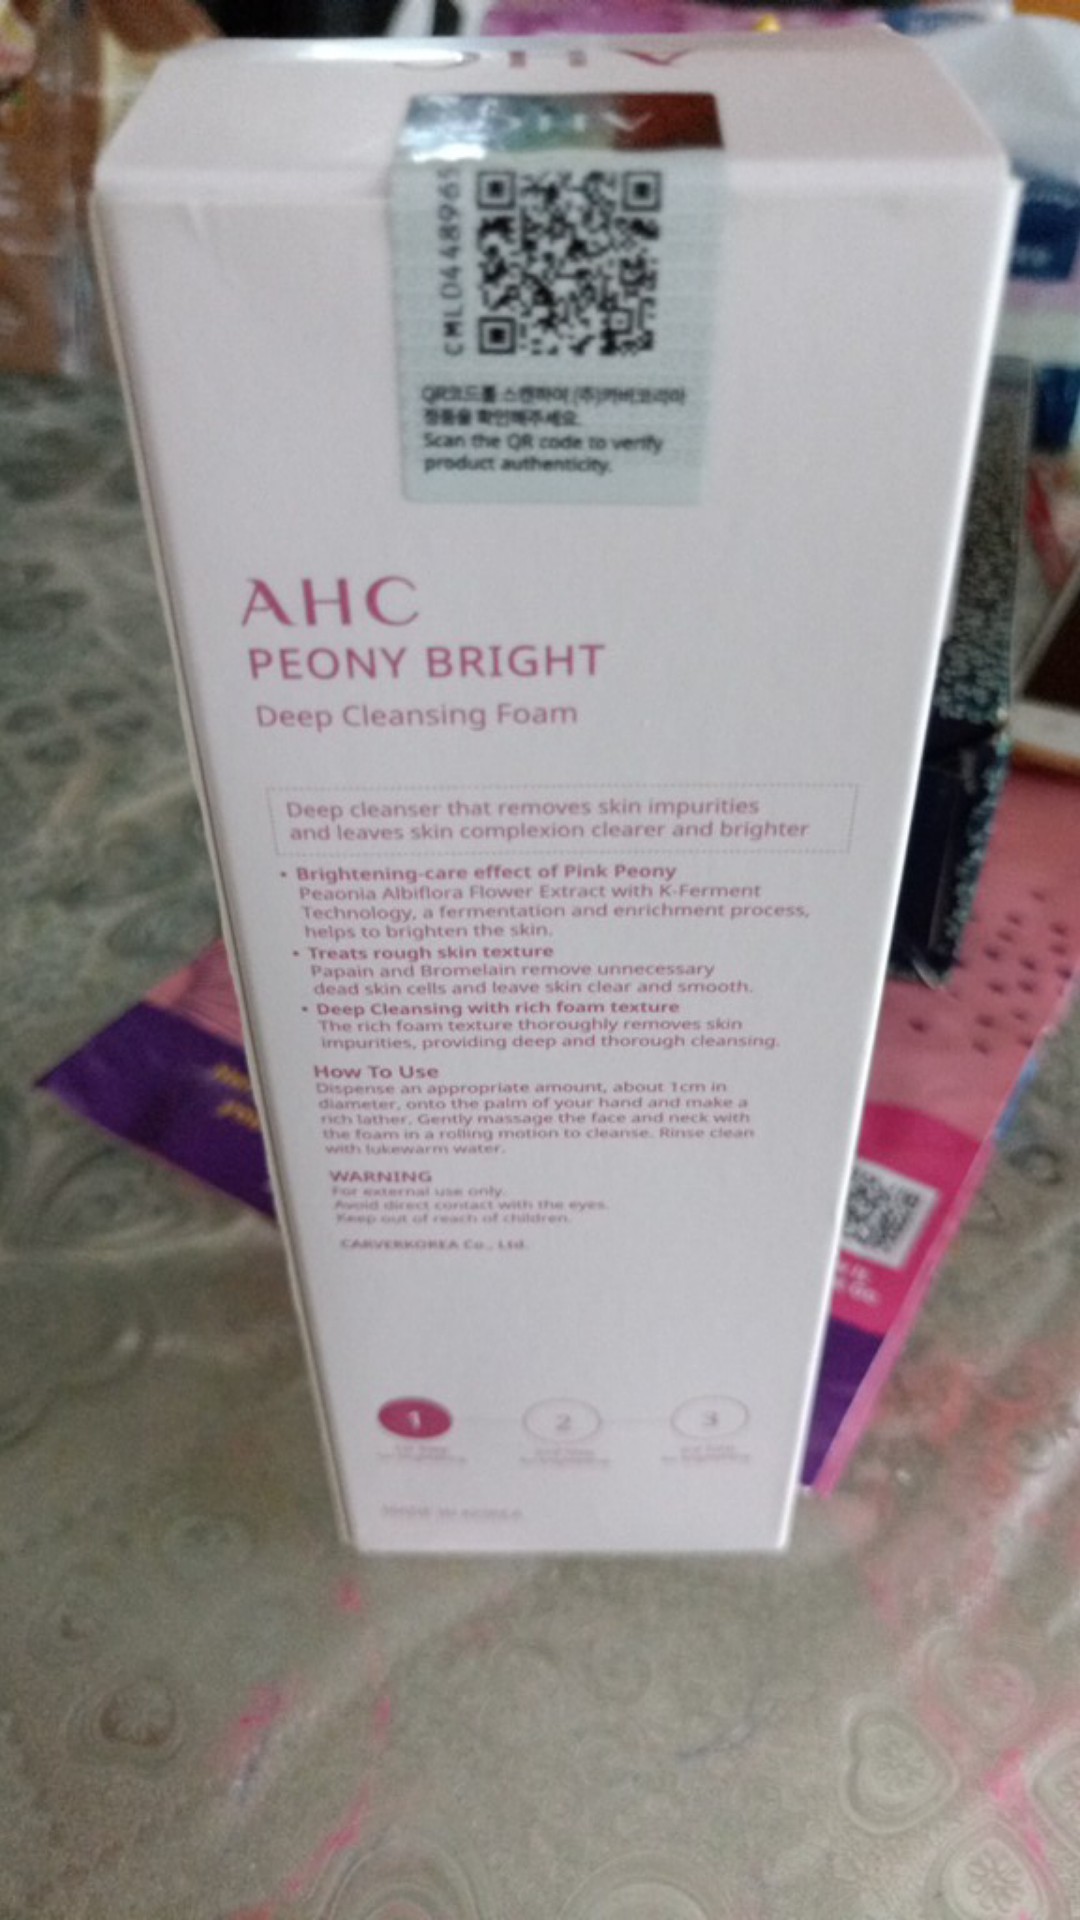 AHC
AHC
CMLD448965
QR코드를 스캔하여 (주)카버코리아
정품을 확인해주세요.
Scan the QR code to verify
product authenticity.
AHC
PEONY BRIGHT
Deep Cleansing Foam
Deep cleanser that removes skin impurities
and leaves skin complexion clearer and brighter
• Brightening-care effect of Pink Peony
Peaonia Albiflora Flower Extract with K-Ferment
Technology, a fermentation and enrichment process,
helps to brighten the skin.
• Treats rough skin texture
Papain and Bromelain remove unnecessary
dead skin cells and leave skin clear and smooth.
• Deep Cleansing with rich foam texture
The rich foam texture thoroughly removes skin
impurities, providing deep and thorough cleansing.
How To Use
Dispense an appropriate amount, about 1cm in
diameter, onto the palm of your hand and make a
rich lather. Gently massage the face and neck with
the foam in a rolling motion to cleanse. Rinse clean
with lukewarm water.
WARNING
For external use only.
Avoid direct contact with the eyes.
Keep out of reach of children.
CARVERKOREA Co., Ltd.
1 2 3
MADE IN KOREA